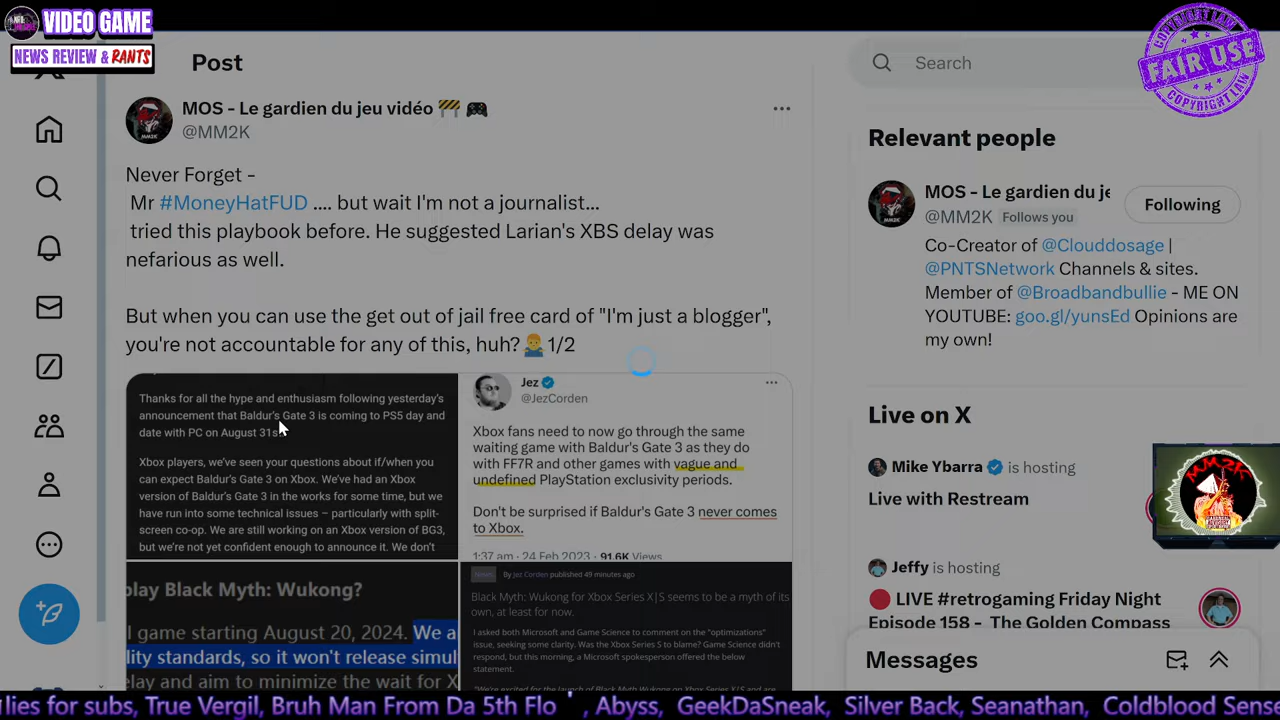 VIDEO GAME
NEWS REVIEW & RANTS
Post
MOS - Le gardien du jeu vidéo
@MM2K
Never Forget -
Mr #MoneyHatFUD .... but wait I'm not a journalist...
tried this playbook before. He suggested Larian's XBS delay was
nefarious as well.
But when you can use the get out of jail free card of "I'm just a blogger",
you're not accountable for any of this, huh? 1/2
Thanks for all the hype and enthusiasm following yesterday's
announcement that Baldur's Gate 3 is coming to PS5 day and
date with PC on August 31s
Xbox players, we've seen your questions about if/when you
can expect Baldur's Gate 3 on Xbox. We've had an Xbox
version of Baldur's Gate 3 in the works for some time, but we
have run into some technical issues – particularly with split-
screen co-op. We are still working on an Xbox version of BG3,
but we're not yet confident enough to announce it. We don't
Jez
@JezCorden
Xbox fans need to now go through the same
waiting game with Baldur's Gate 3 as they do
with FF7R and other games with vague and
undefined PlayStation exclusivity periods.
Don't be surprised if Baldur's Gate 3 never comes
to Xbox.
1:37 am · 24 Feb 2023 · 91.6K Views
play Black Myth: Wukong?
l game starting August 20, 2024. We a
lity standards, so it won't release simul
elay and aim to minimize the wait for X
News By Jez Corden published 49 minutes ago
Black Myth: Wukong for Xbox Series X|S seems to be a myth of its
own, at least for now.
I asked both Microsoft and Game Science to comment on the "optimizations"
issue, seeking some clarity. Was the Xbox Series S to blame? Game Science didn't
respond, but this morning, a Microsoft spokesperson offered the below
statement.
"We're excited for the launch of Black Myth Wukong on Xbox Series X|S and are
Search
COPYRIGHT LAW
FAIR USE
COPYRIGHT LAW
Relevant people
MOS - Le gardien du je
@MM2K Follows you
Following
Co-Creator of @Clouddosage |
@PNTSNetwork Channels & sites.
Member of @Broadbandbullie - ME ON
YOUTUBE: goo.gl/yunsEd Opinions are
my own!
Live on X
Mike Ybarra is hosting
Live with Restream
MM2K
Jeffy is hosting
LIVE #retrogaming Friday Night
Episode 158 - The Golden Compass
Messages
lies for subs, True Vergil, Bruh Man From Da 5th Flo ' , Abyss, GeekDaSneak, Silver Back, Seanathan, Coldblood Sens